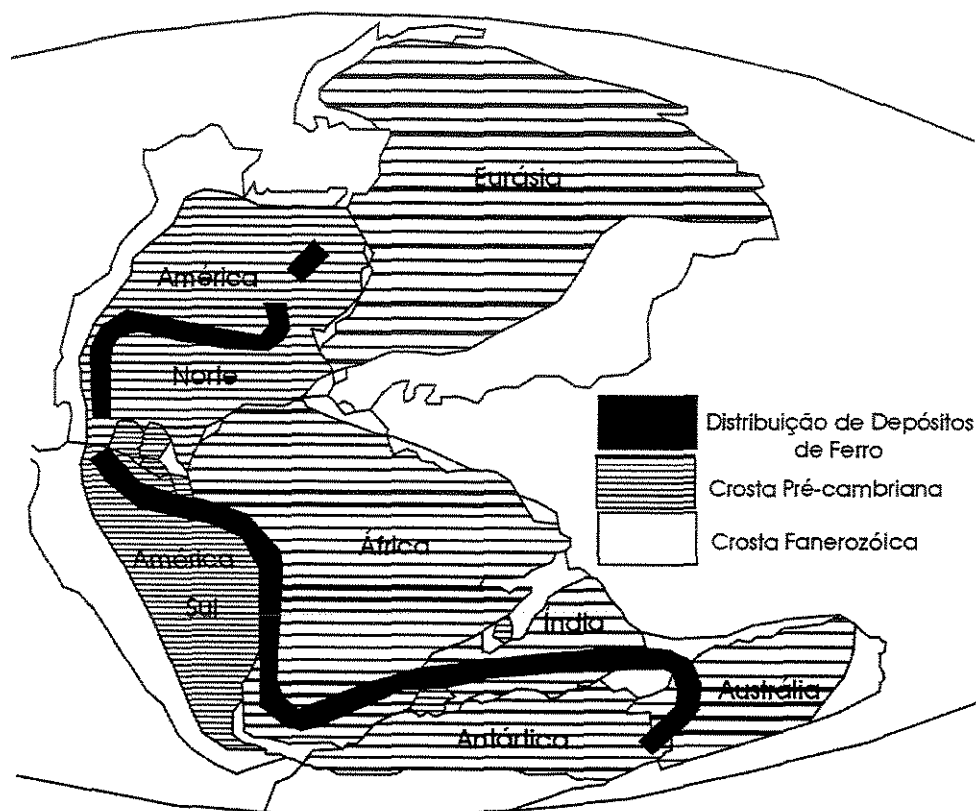 Eurásia
América
Norte
África
América
Sul
Índia
Austrália
Antártica
Distribuição de Depósitos
de Ferro
Crosta Pré-cambriana
Crosta Fanerozóica